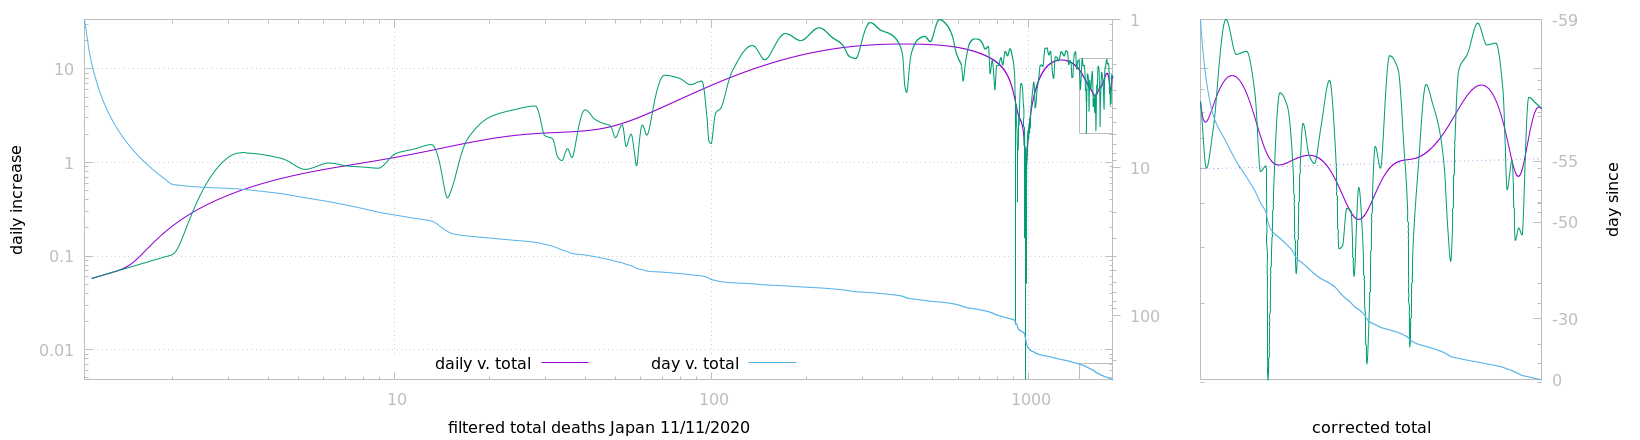 daily increase
10
1
0.1
0.01
daily v. total
day v. total
10
100
1000
filtered total deaths Japan 11/11/2020
1
10
100
-59
-55
-50
-30
0
day since
corrected total